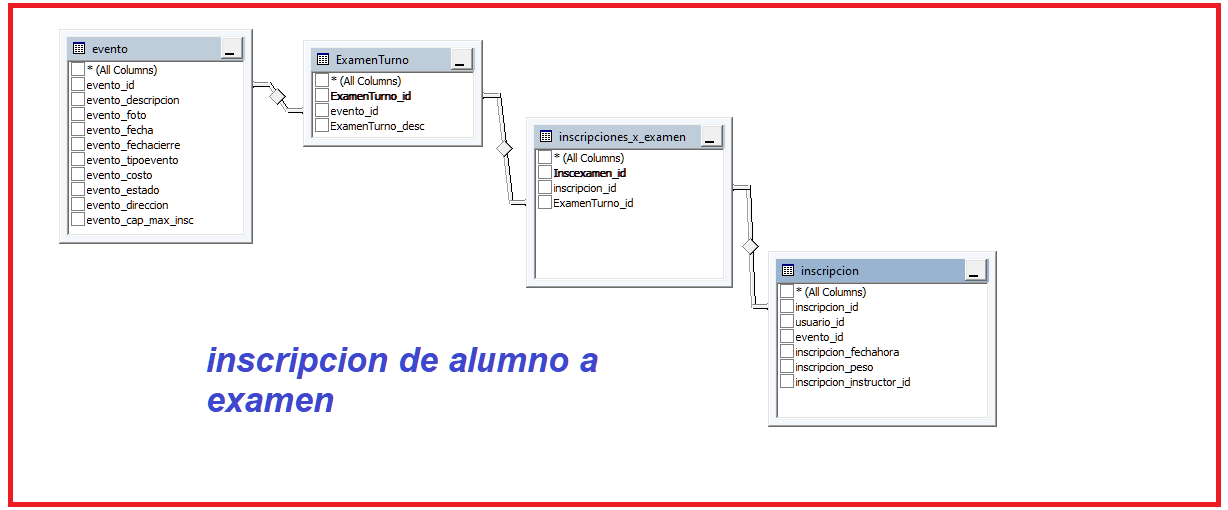 evento
* (All Columns)
evento_id
evento_descripcion
evento_foto
evento_fecha
evento_fechacierre
evento_tipoevento
evento_costo
evento_estado
evento_direccion
evento_cap_max_insc
ExamenTurno
* (All Columns)
ExamenTurno_id
evento_id
ExamenTurno_desc
inscripciones_x_examen
* (All Columns)
Inscexamen_id
inscripcion_id
ExamenTurno_id
inscripcion
* (All Columns)
inscripcion_id
usuario_id
evento_id
inscripcion_fechahora
inscripcion_peso
inscripcion_instructor_id
inscripcion de alumno a
examen